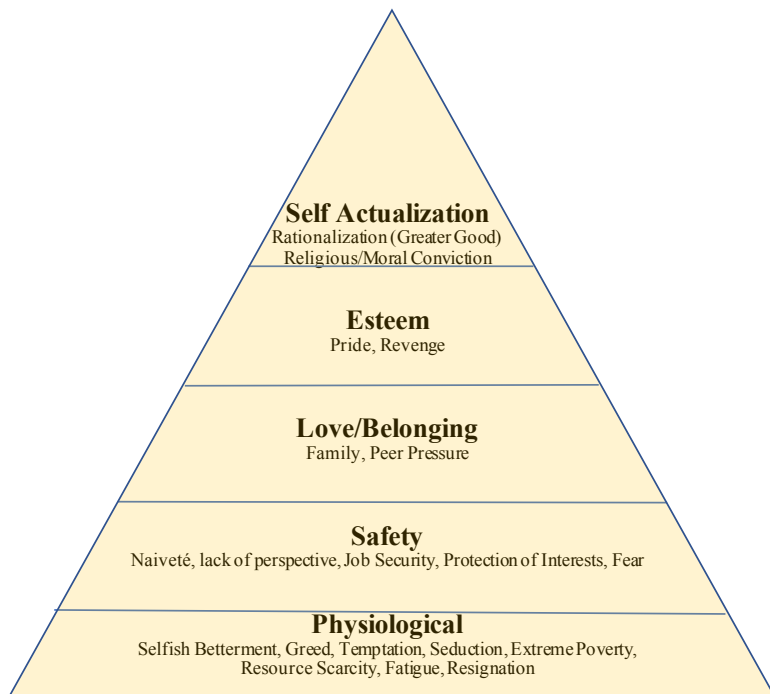 Self Actualization
Rationalization (Greater Good)
Religious/Moral Conviction
Esteem
Pride, Revenge
Love/Belonging
Family, Peer Pressure
Safety
Naiveté, lack of perspective, Job Security, Protection of Interests, Fear
Physiological
Selfish Betterment, Greed, Temptation, Seduction, Extreme Poverty,
Resource Scarcity, Fatigue, Resignation